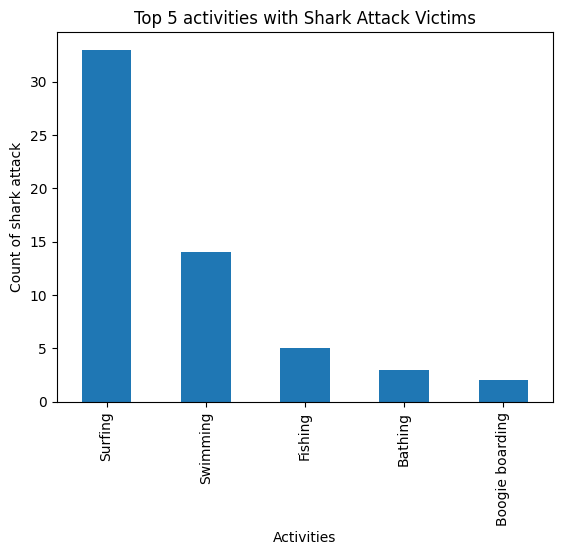 Top 5 activities with Shark Attack Victims
Count of shark attack
30
25
20
15
10
5
0
Surfing
Swimming
Fishing
Bathing
Boogie boarding
Activities